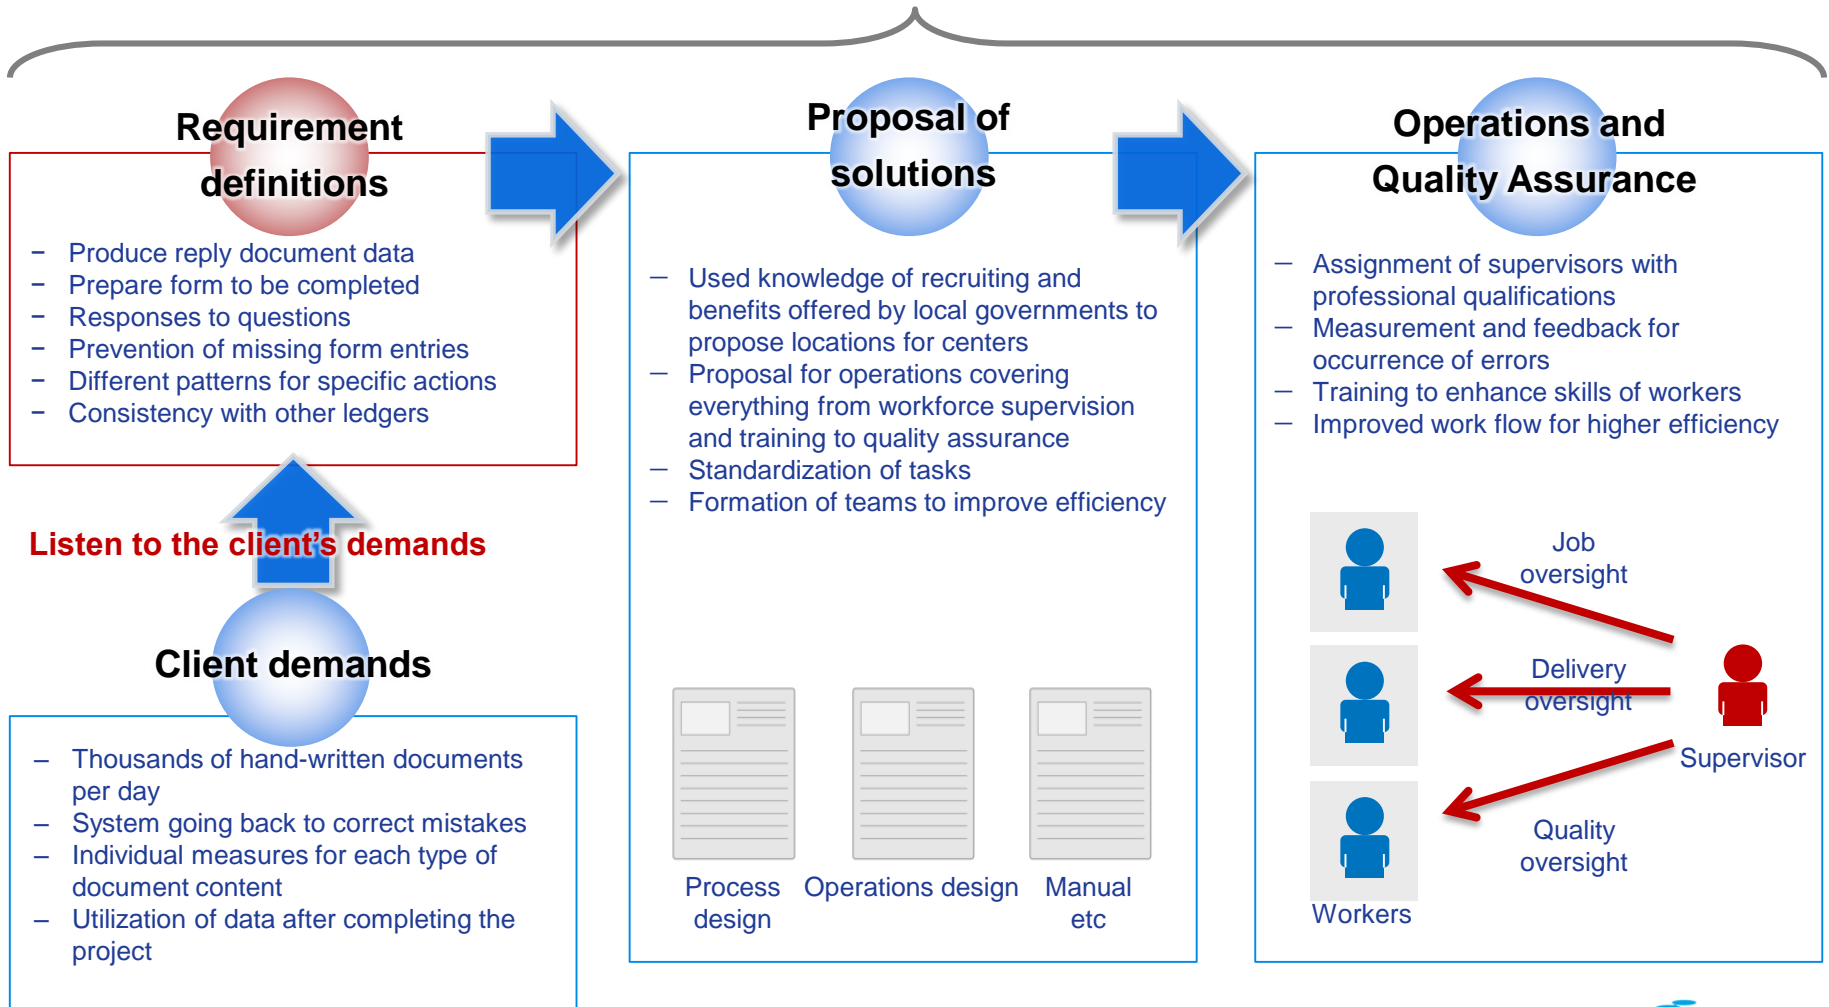 Requirement
definitions
− Produce reply document data
− Prepare form to be completed
− Responses to questions
− Prevention of missing form entries
− Different patterns for specific actions
− Consistency with other ledgers
Listen to the client's demands
Client demands
– Thousands of hand-written documents
per day
– System going back to correct mistakes
– Individual measures for each type of
document content
– Utilization of data after completing the
project
Proposal of
solutions
— Used knowledge of recruiting and
benefits offered by local governments to
propose locations for centers
— Proposal for operations covering
everything from workforce supervision
and training to quality assurance
— Standardization of tasks
— Formation of teams to improve efficiency
Process
design
Operations design
Manual
etc
Operations and
Quality Assurance
— Assignment of supervisors with
professional qualifications
— Measurement and feedback for
occurrence of errors
— Training to enhance skills of workers
— Improved work flow for higher efficiency
Job
oversight
Delivery
oversight
Supervisor
Quality
oversight
Workers